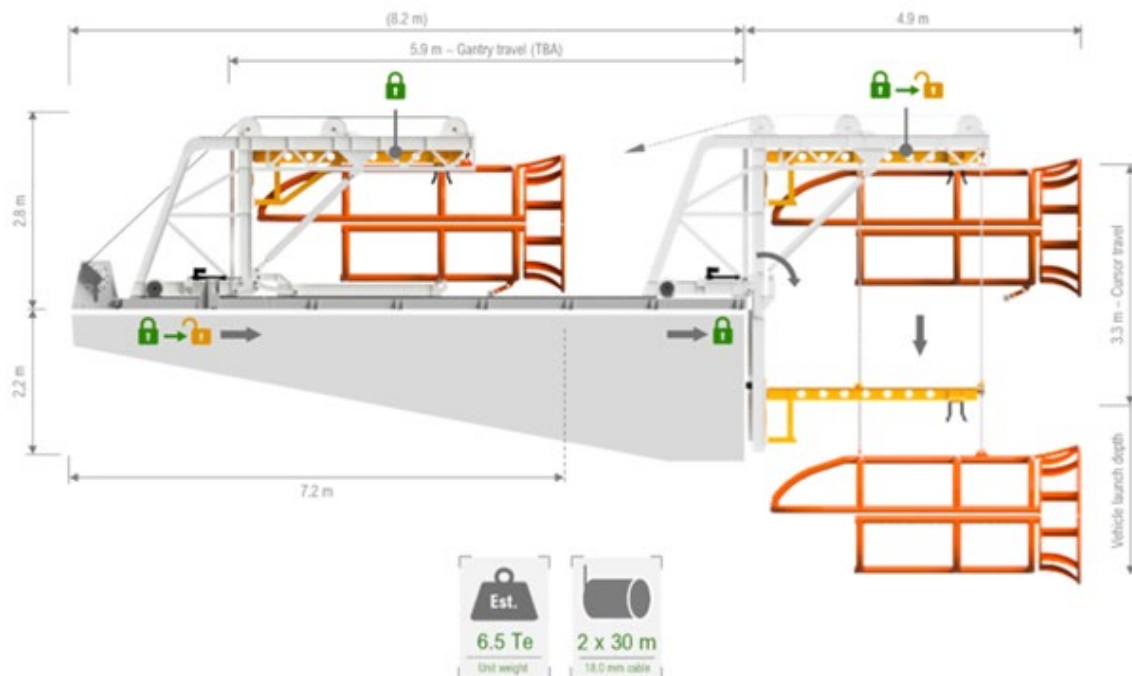 (8.2 m)
4.9 m
5.9 m – Gantry travel (TBA)
2.8 m
3.3 m – Cursor travel
2.2 m
7.2 m
Vehicle launch depth
Est.
6.5 Te
Unit weight
2 x 30 m
18.0 mm cable